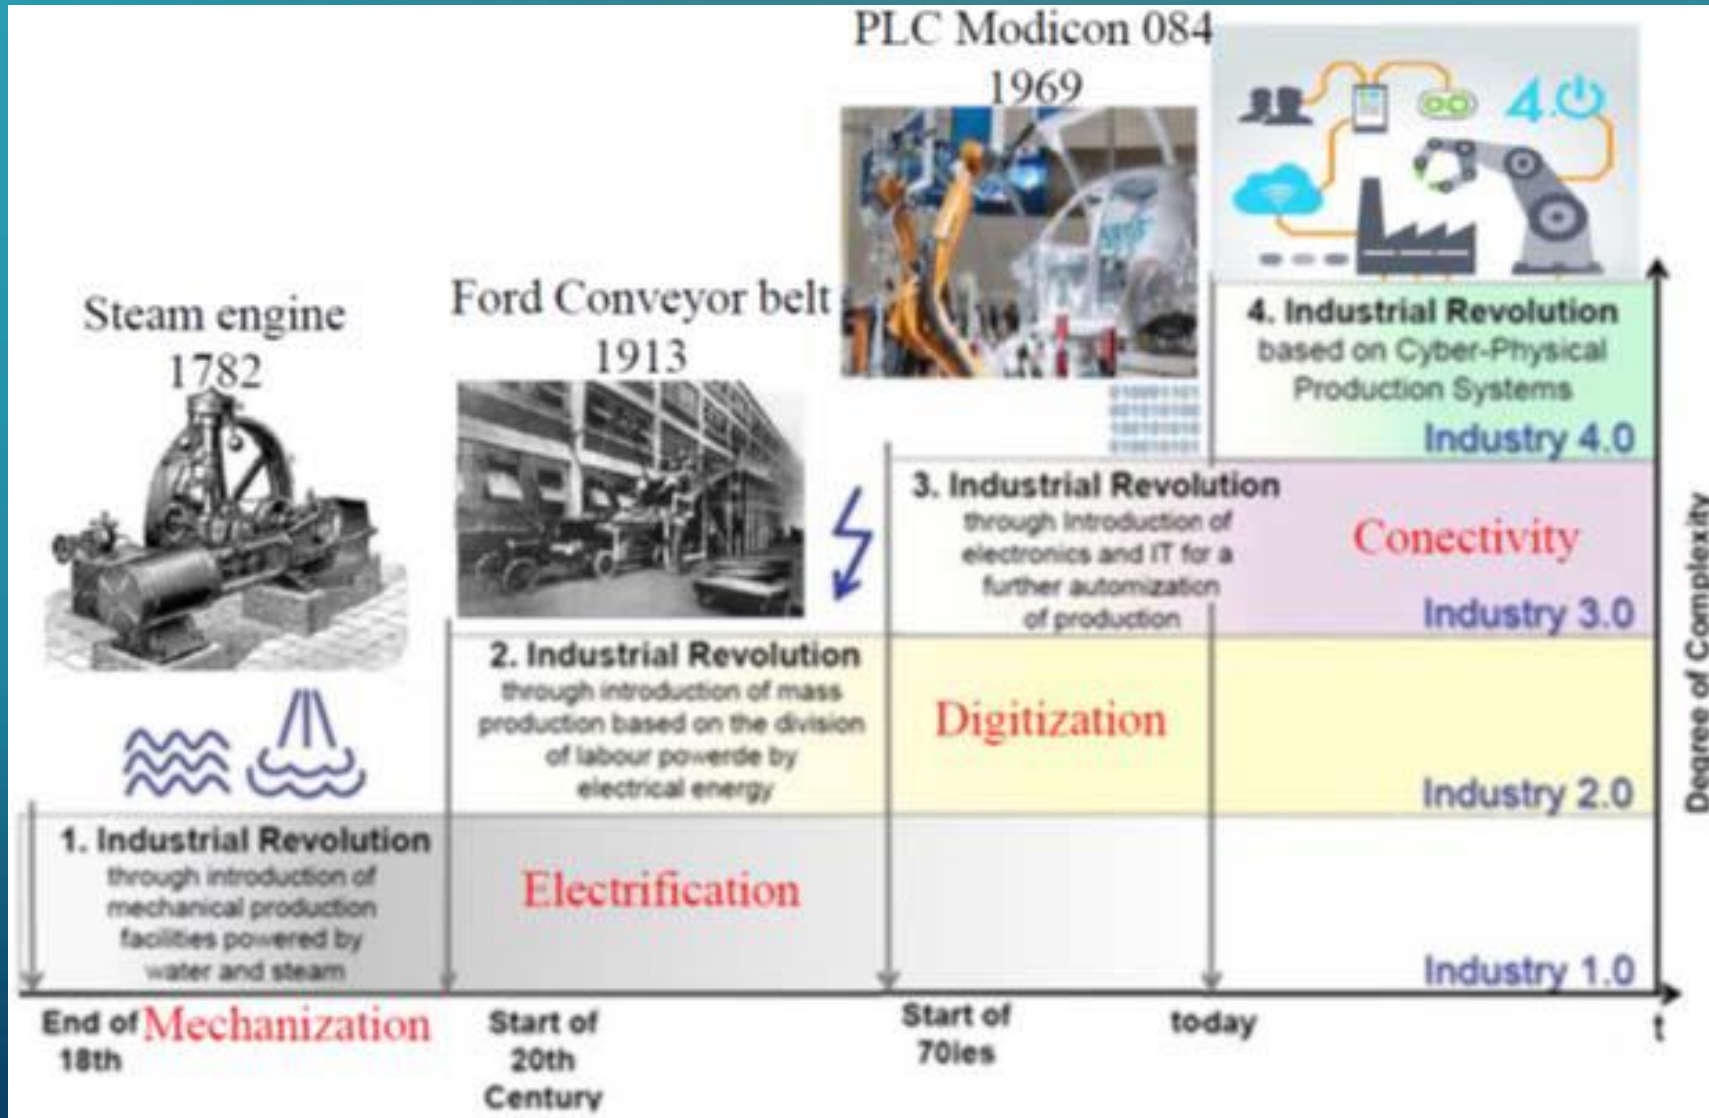 PLC Modicon 084
1969
4.0
Steam engine
1782
Ford Conveyor belt
1913
4. Industrial Revolution
based on Cyber-Physical
Production Systems
Industry 4.0
3. Industrial Revolution
through Introduction of
electronics and IT for a
further automization
of production
Conectivity
Industry 3.0
2. Industrial Revolution
through introduction of mass
production based on the division
of labour powerde by
electrical energy
Digitization
Industry 2.0
1. Industrial Revolution
through introduction of
mechanical production
facilities powered by
water and steam
Electrification
Industry 1.0
Degree of Complexity
End of
18th
Mechanization
Start of
20th
Century
Start of
70ies
today
t